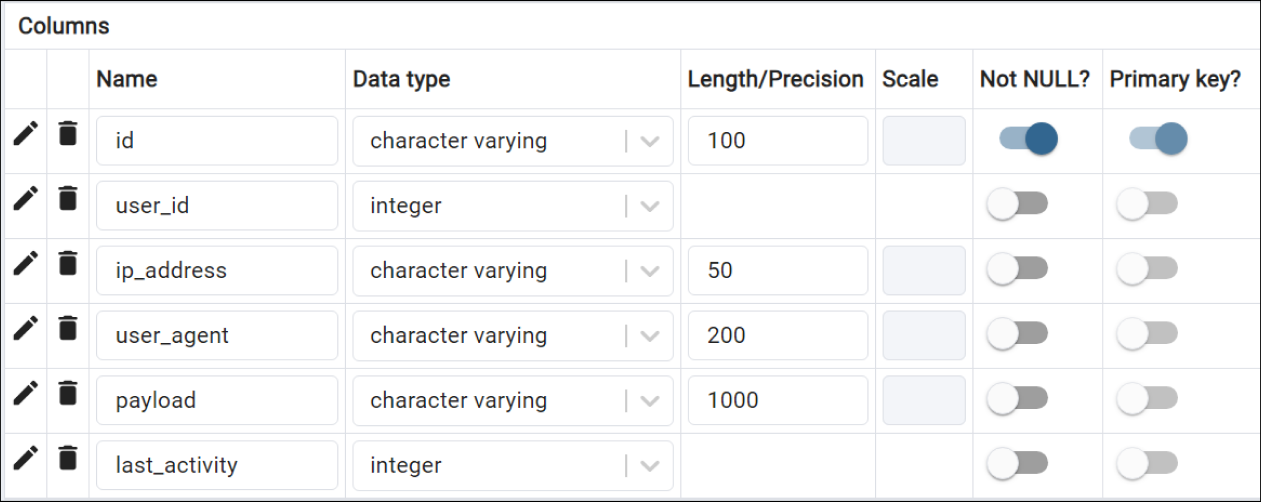 Columns
Name Data type Length/Precision Scale Not NULL? Primary key?
id character varying 100
user_id integer
ip_address character varying 50
user_agent character varying 200
payload character varying 1000
last_activity integer